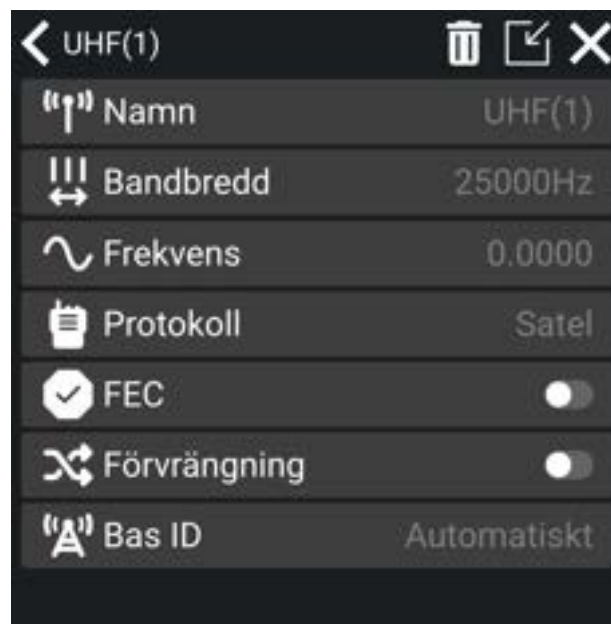 UHF(1)
Namn UHF(1)
Bandbredd 25000Hz
Frekvens 0.0000
Protokoll Satel
FEC
Förvrängning
Bas ID Automatiskt